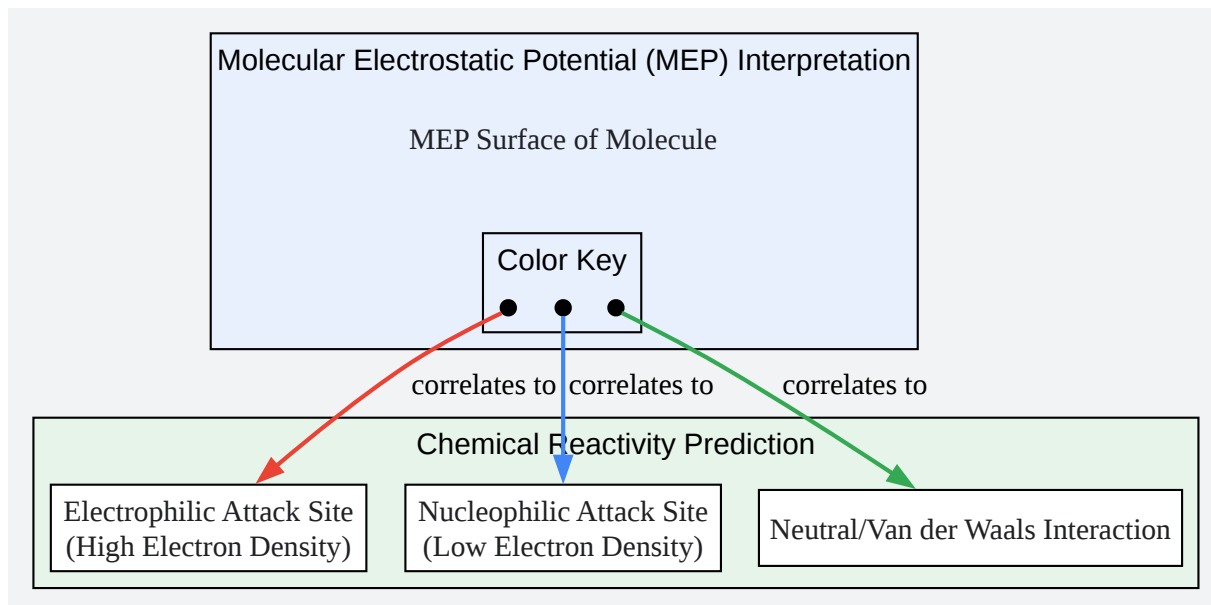 Molecular Electrostatic Potential (MEP) Interpretation
MEP Surface of Molecule
Color Key
correlates to
correlates to
correlates to
Chemical Reactivity Prediction
Electrophilic Attack Site
(High Electron Density)
Nucleophilic Attack Site
(Low Electron Density)
Neutral/Van der Waals Interaction